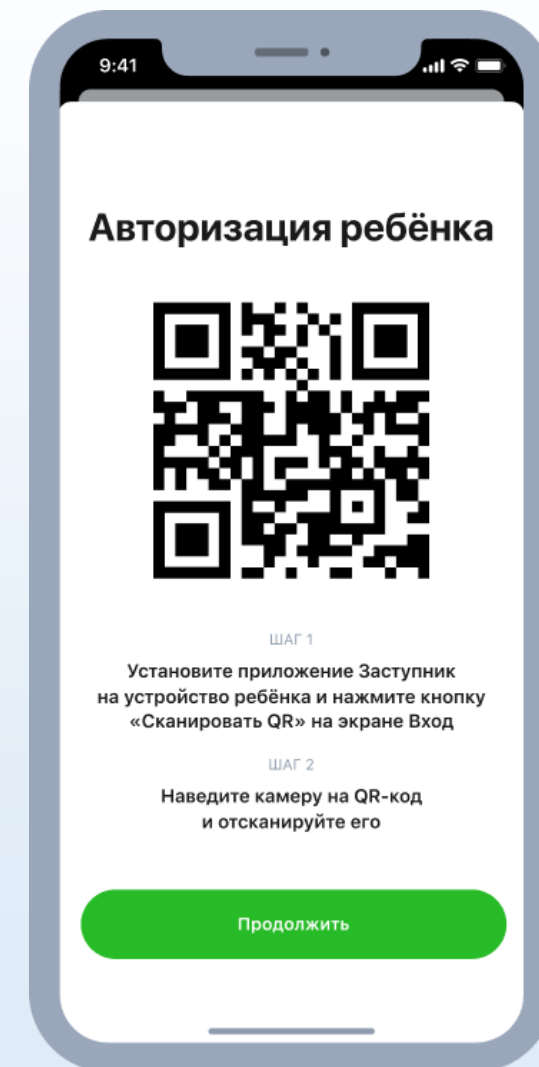 9:41
Авторизация ребёнка
ШАГ 1
Установите приложение Заступник
на устройство ребёнка и нажмите кнопку
«Сканировать QR» на экране Вход
ШАГ 2
Наведите камеру на QR-код
и отсканируйте его
Продолжить